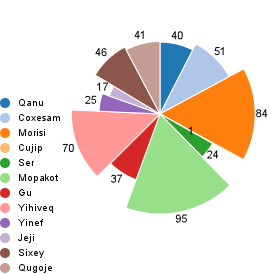 41
40
46
51
17
25
84
1
70
24
37
95
Qanu
Coxesam
Morisi
Cujip
Ser
Mopakot
Gu
Yihiveq
Yinef
Jeji
Sixey
Qugoje